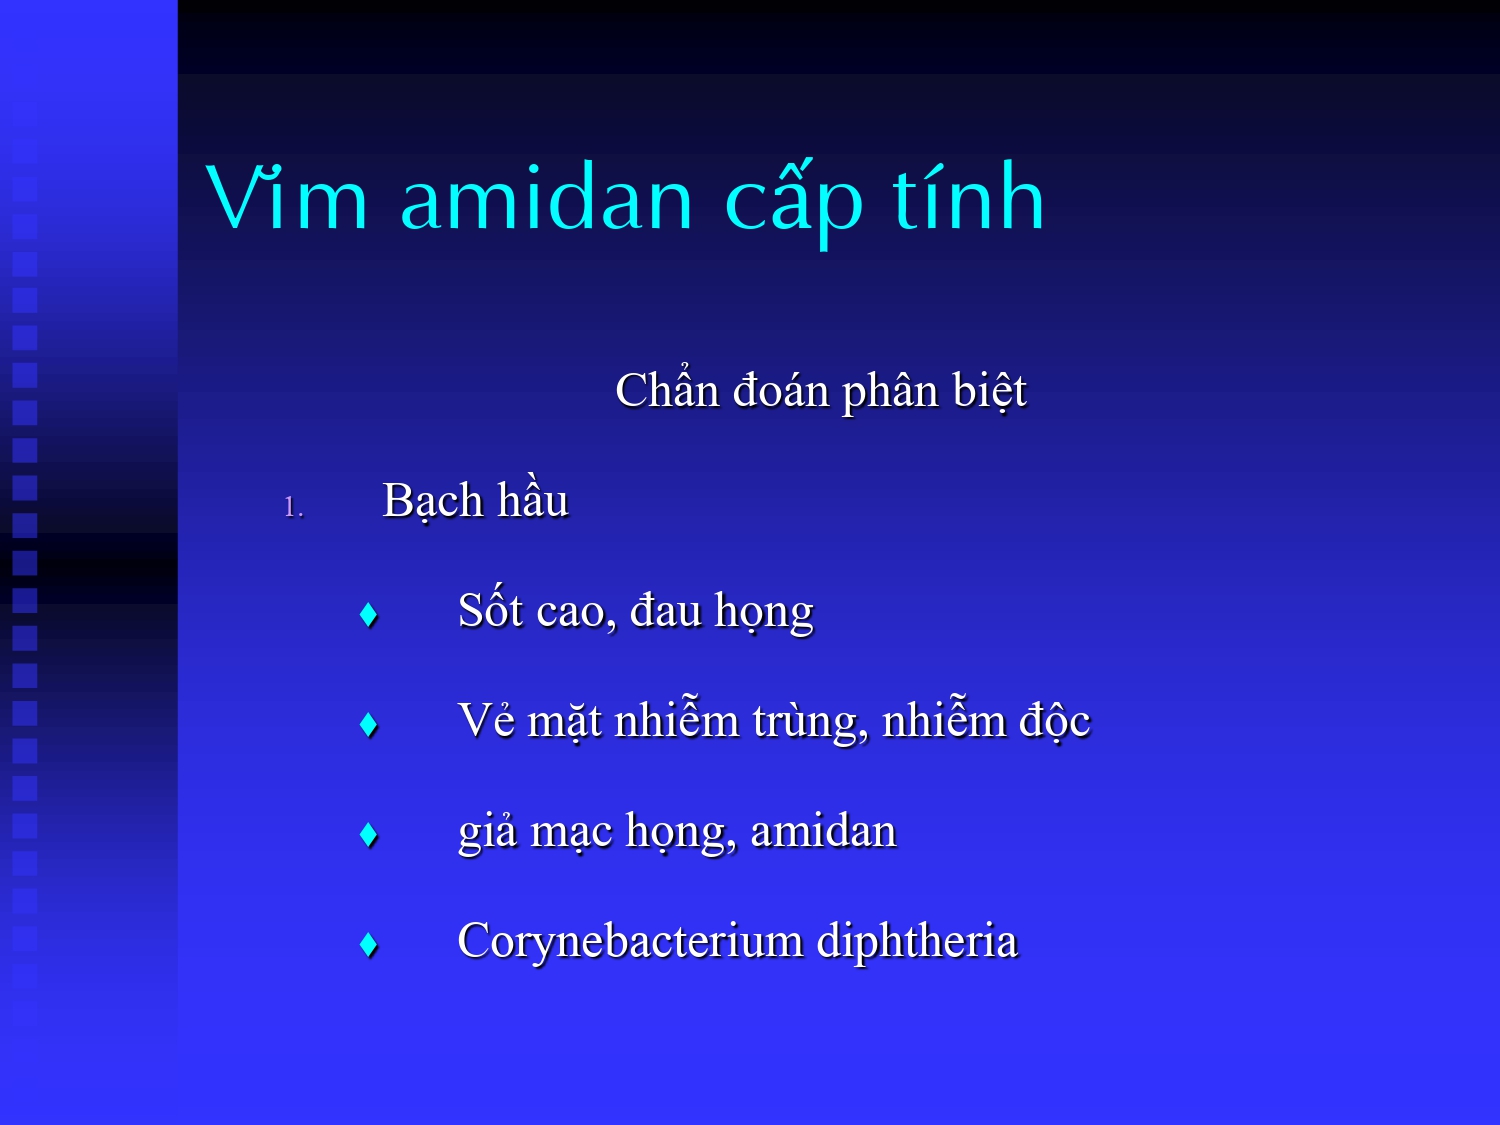 Vĩm amidan cấp tính
Chẩn đoán phân biệt
1. Bạch hầu
♦ Sốt cao, đau họng
♦ Vẻ mặt nhiễm trùng, nhiễm độc
♦ giả mạc họng, amidan
♦ Corynebacterium diphtheria